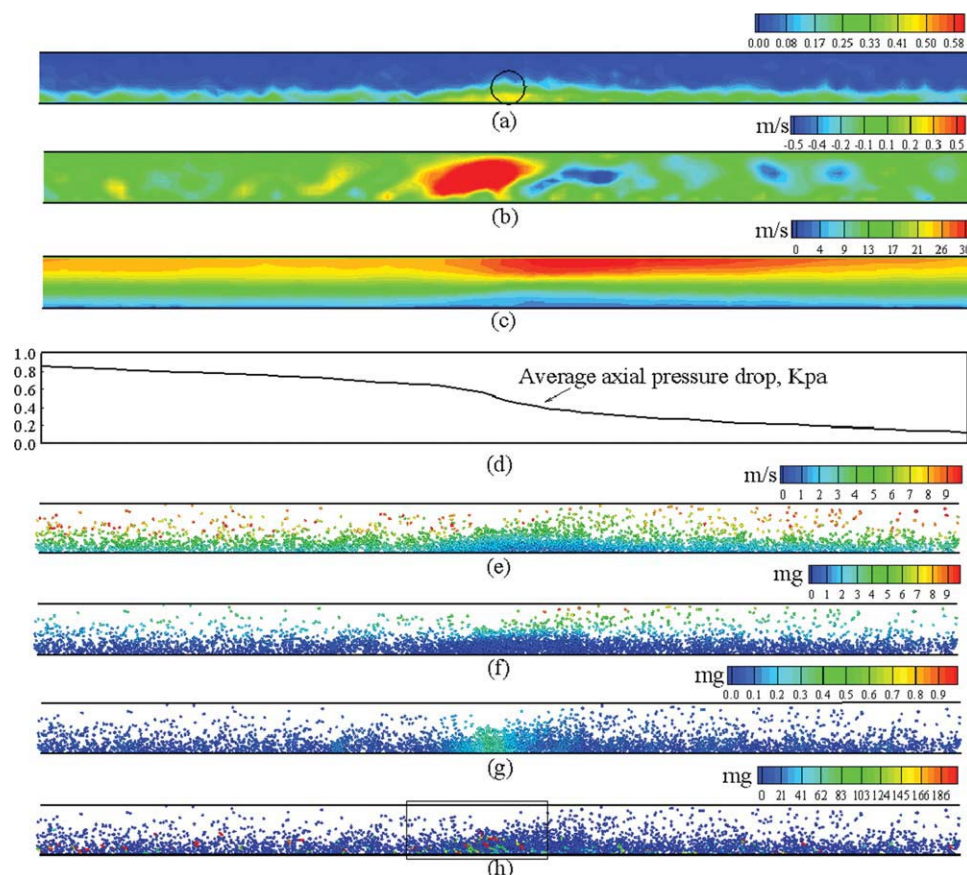 0.00 0.08 0.17 0.25 0.33 0.41 0.50 0.58
(a)
m/s
-0.5 -0.4 -0.2 -0.1 0.1 0.2 0.3 0.5
(b)
m/s
0 4 9 13 17 21 26 30
(c)
1.0
0.8
0.6
0.4
0.2
0.0
Average axial pressure drop, Kpa
(d)
m/s
0 1 2 3 4 5 6 7 8 9
(e)
mg
0 1 2 3 4 5 6 7 8 9
(f)
mg
0.0 0.1 0.2 0.3 0.4 0.5 0.6 0.7 0.8 0.9
(g)
mg
0 21 41 62 83 103 124 145 166 186
(h)